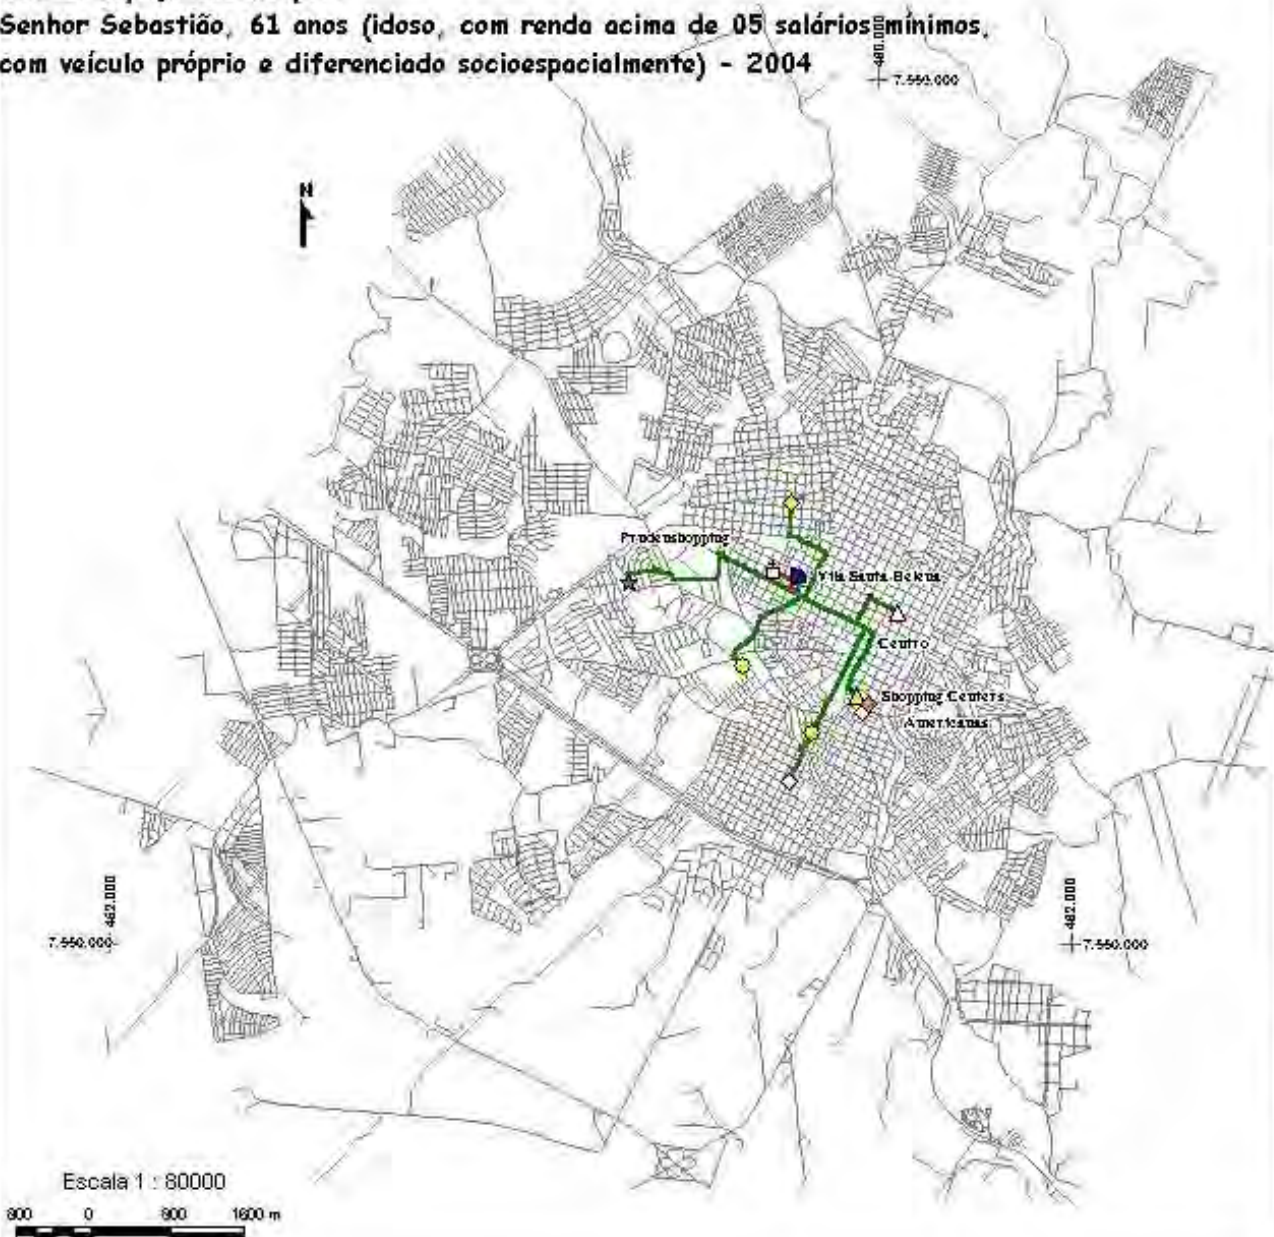 Senhor Sebastião, 61 anos (idoso, com renda acima de 05 salários mínimos,
com veículo próprio e diferenciado socioespacialmente) - 2004
7.555.000
N
Prudenshopping
Vila Santa Helena
Centro
Shopping Centers
Americanas
462.000
7.550.000
482.000
7.550.000
Escala 1 : 80000
800 0 800 1600 m